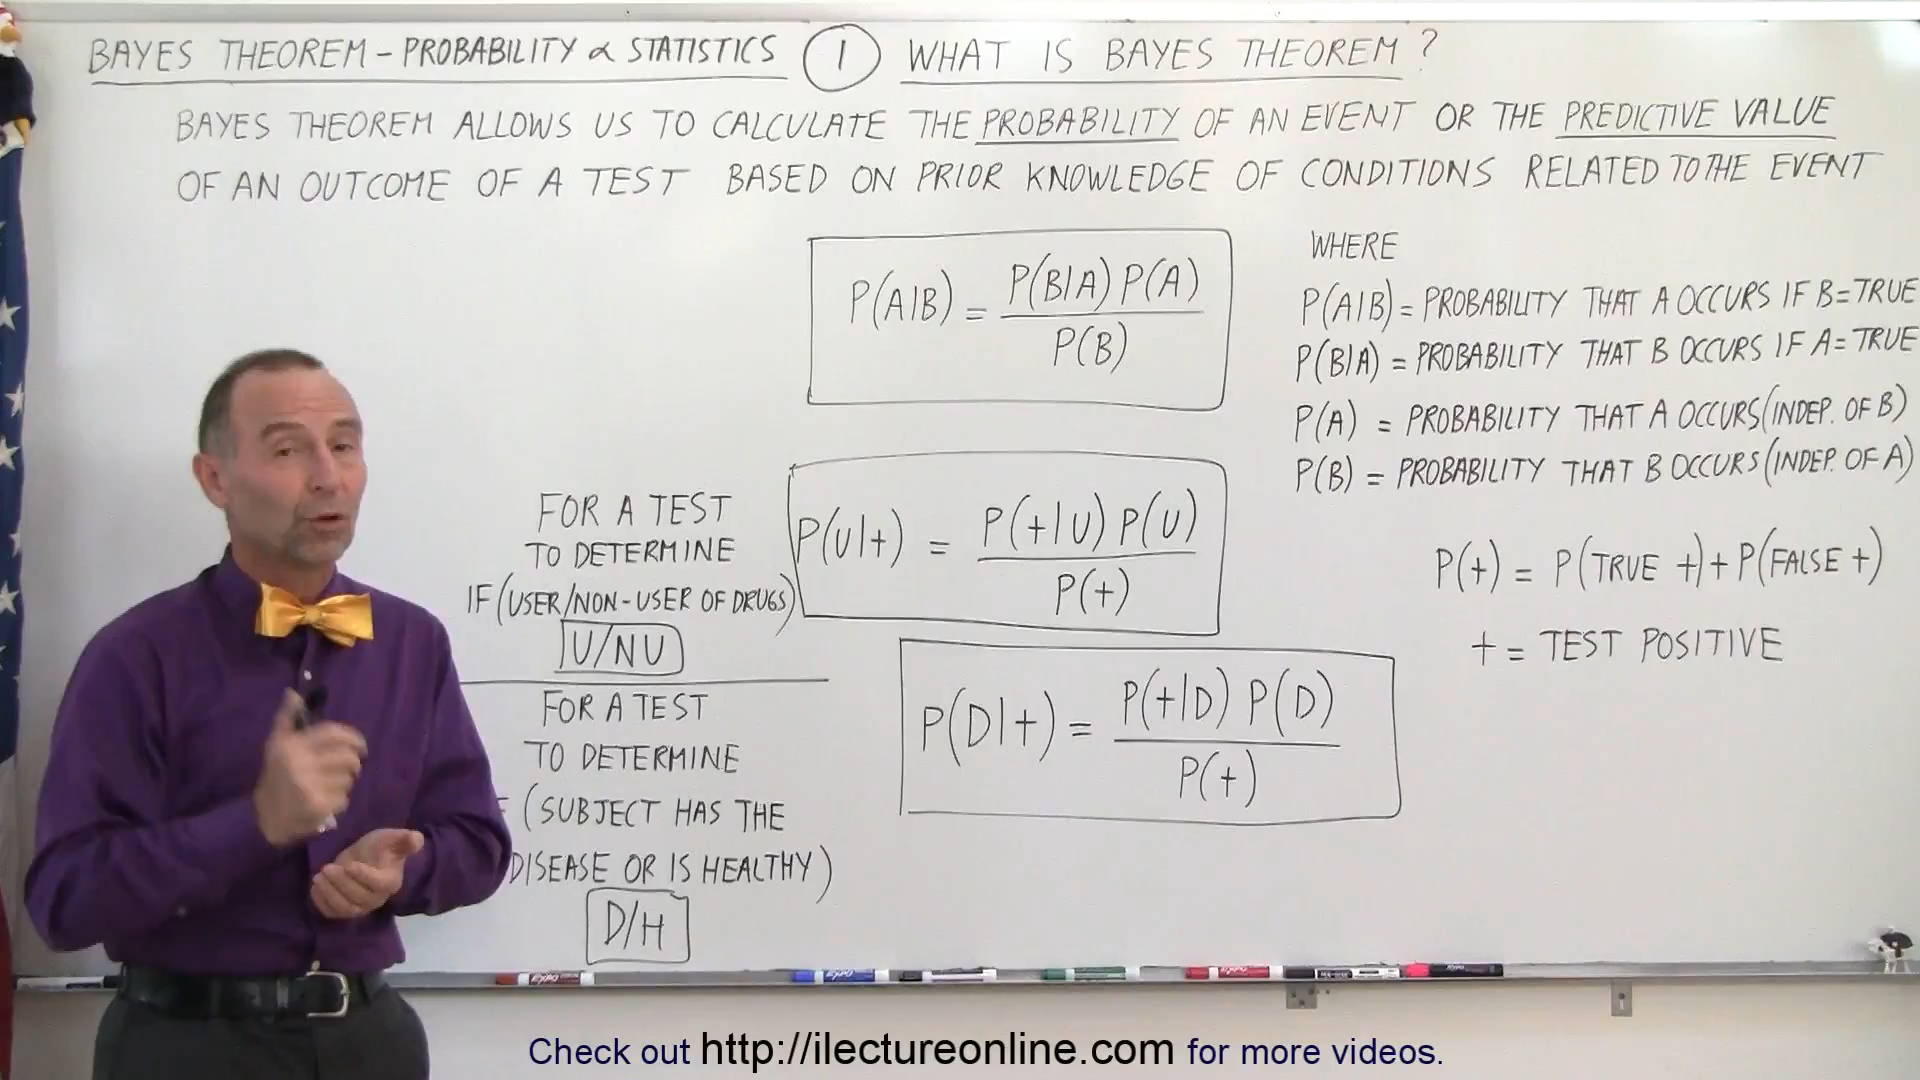 BAYES THEOREM - PROBABILITY & STATISTICS ① WHAT IS BAYES THEOREM?
BAYES THEOREM ALLOWS US TO CALCULATE THE PROBABILITY OF AN EVENT OR THE PREDICTIVE VALUE
OF AN OUTCOME OF A TEST BASED ON PRIOR KNOWLEDGE OF CONDITIONS RELATED TO THE EVENT
P(A|B) = P(B|A) P(A) / P(B)
WHERE
P(A|B) = PROBABILITY THAT A OCCURS IF B=TRUE
P(B|A) = PROBABILITY THAT B OCCURS IF A=TRUE
P(A) = PROBABILITY THAT A OCCURS (INDEP. OF B)
P(B) = PROBABILITY THAT B OCCURS (INDEP. OF A)
FOR A TEST
TO DETERMINE
IF (USER/NON-USER OF DRUGS)
U/NU
P(U|+) = P(+|U) P(U) / P(+)
P(+) = P(TRUE +) + P(FALSE +)
+ = TEST POSITIVE
FOR A TEST
TO DETERMINE
(SUBJECT HAS THE
DISEASE OR IS HEALTHY)
D/H
P(D|+) = P(+|D) P(D) / P(+)
Check out http://ilectureonline.com for more videos.